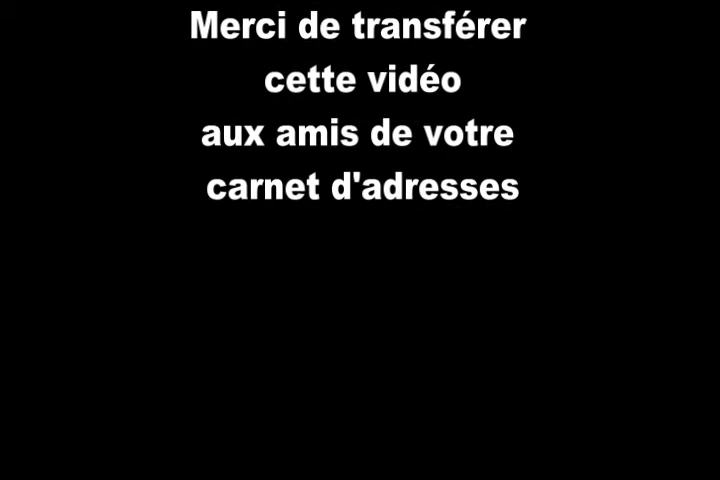 Merci de transférer
cette vidéo
aux amis de votre
carnet d'adresses